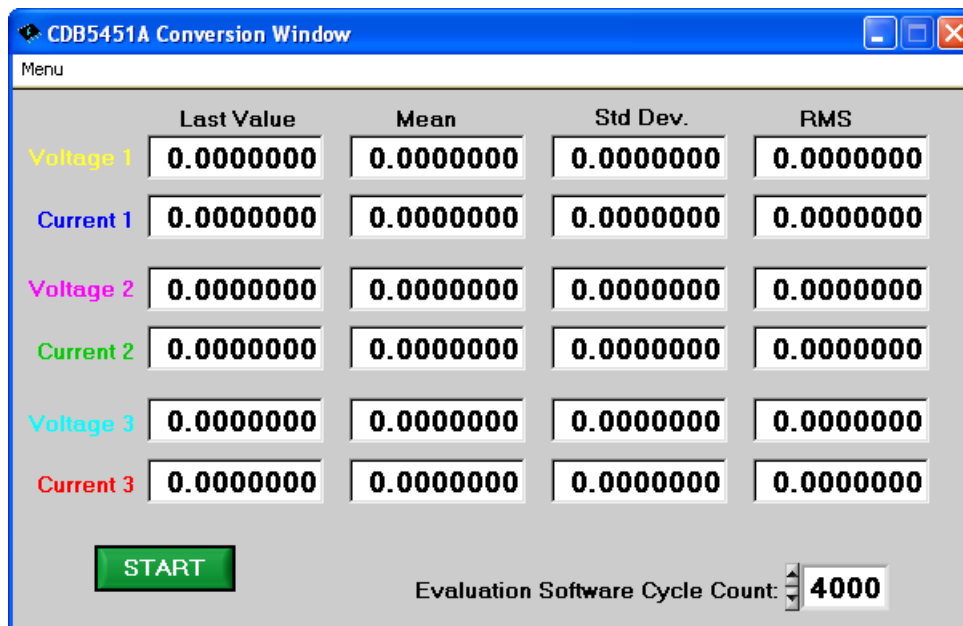 CDB5451A Conversion Window
Menu
Last Value Mean Std Dev. RMS
Voltage 1 0.0000000 0.0000000 0.0000000 0.0000000
Current 1 0.0000000 0.0000000 0.0000000 0.0000000
Voltage 2 0.0000000 0.0000000 0.0000000 0.0000000
Current 2 0.0000000 0.0000000 0.0000000 0.0000000
Voltage 3 0.0000000 0.0000000 0.0000000 0.0000000
Current 3 0.0000000 0.0000000 0.0000000 0.0000000
START
Evaluation Software Cycle Count: 4000